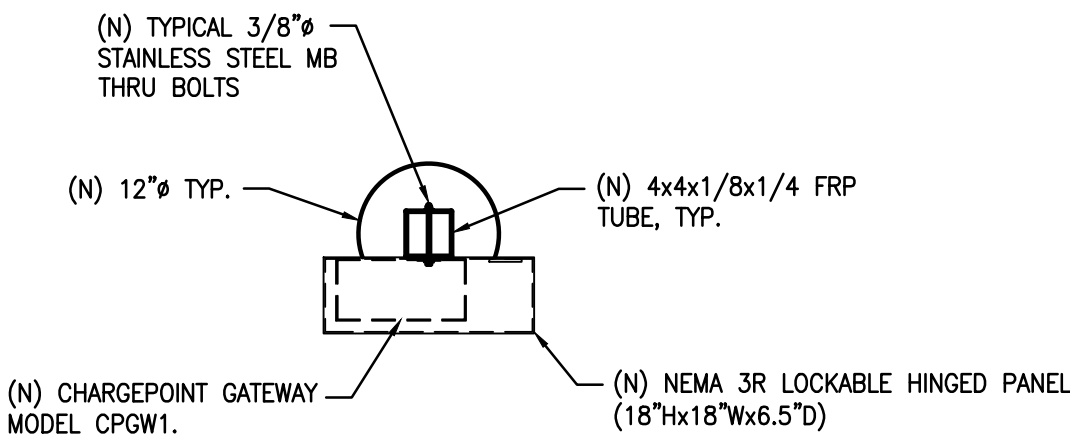 (N) TYPICAL 3/8"ø
STAINLESS STEEL MB
THRU BOLTS
(N) 12"ø TYP.
(N) 4x4x1/8x1/4 FRP
TUBE, TYP.
(N) CHARGEPOINT GATEWAY
MODEL CPGW1.
(N) NEMA 3R LOCKABLE HINGED PANEL
(18"Hx18"Wx6.5"D)